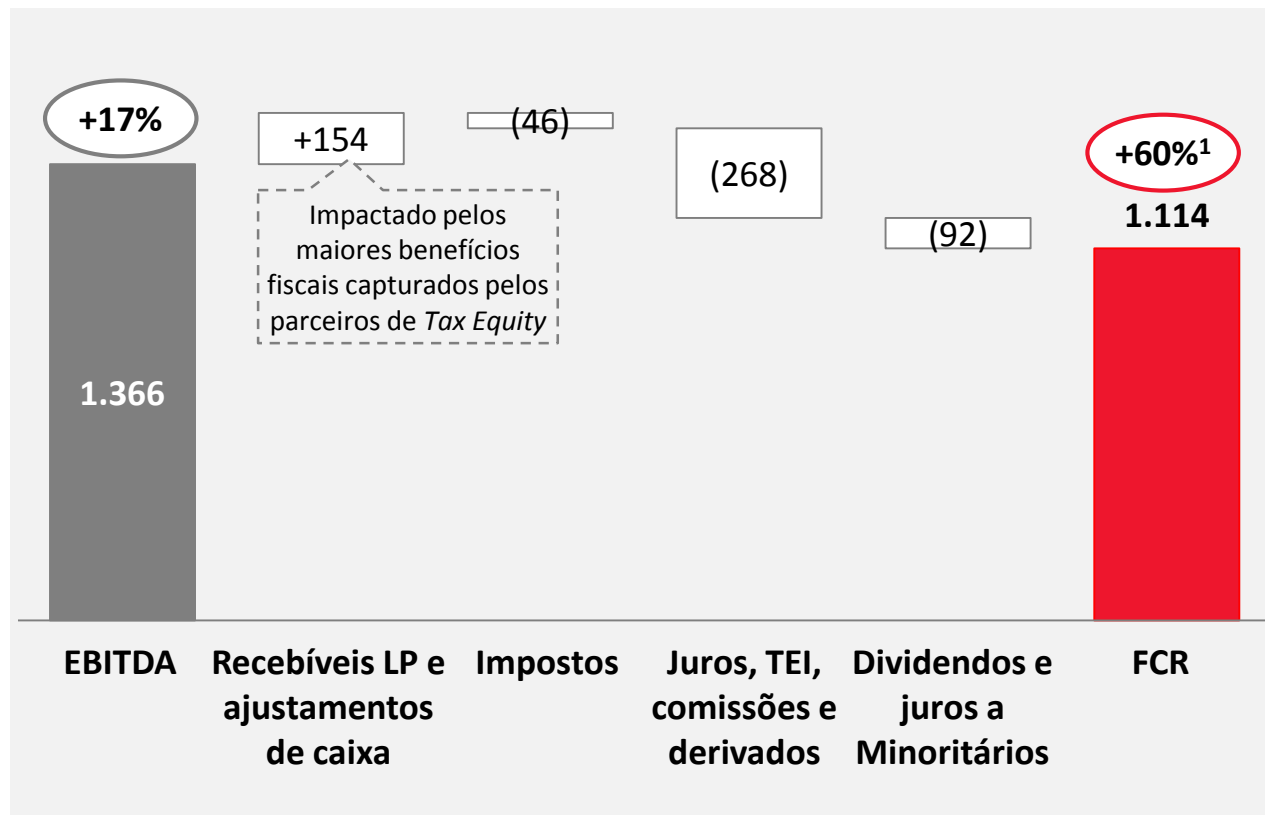 +17%
1.366
+154
Impactado pelos
maiores benefícios
fiscais capturados pelos
parceiros de Tax Equity
(46)
(268)
(92)
+60%¹
1.114
EBITDA
Recebíveis LP e
ajustamentos
de caixa
Impostos
Juros, TEI,
comissões e
derivados
Dividendos e
juros a
Minoritários
FCR